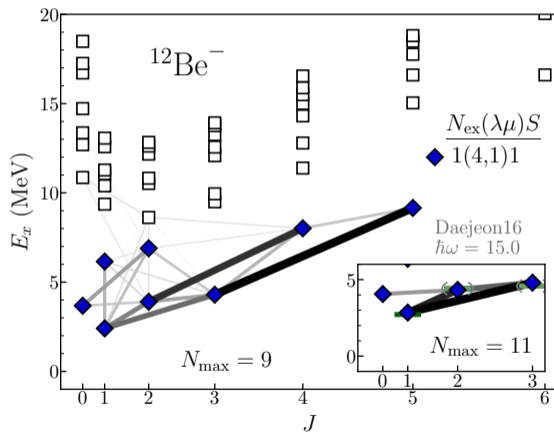 20
15
10
5
0
E_x (MeV)
¹²Be⁻
N_ex(λμ)S
1(4,1)1
Daejeon16
ħω = 15.0
N_max = 9
5
0
N_max = 11
0 1 2 3
0 1 2 3 4 5 6
J